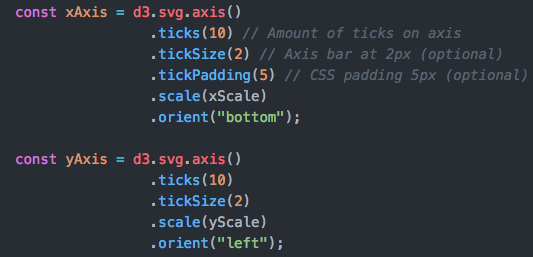 const xAxis = d3.svg.axis()
.ticks(10) // Amount of ticks on axis
.tickSize(2) // Axis bar at 2px (optional)
.tickPadding(5) // CSS padding 5px (optional)
.scale(xScale)
.orient("bottom");
const yAxis = d3.svg.axis()
.ticks(10)
.tickSize(2)
.scale(yScale)
.orient("left");